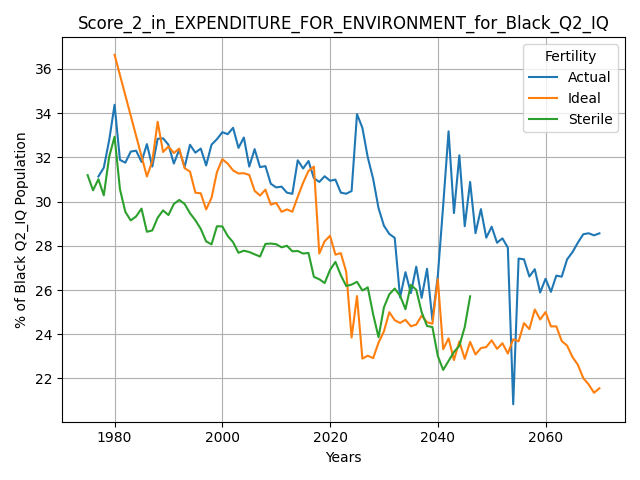 Score_2_in_EXPENDITURE_FOR_ENVIRONMENT_for_Black_Q2_IQ
Fertility
Actual
Ideal
Sterile
% of Black Q2_IQ Population
36
34
32
30
28
26
24
22
1980
2000
2020
2040
2060
Years